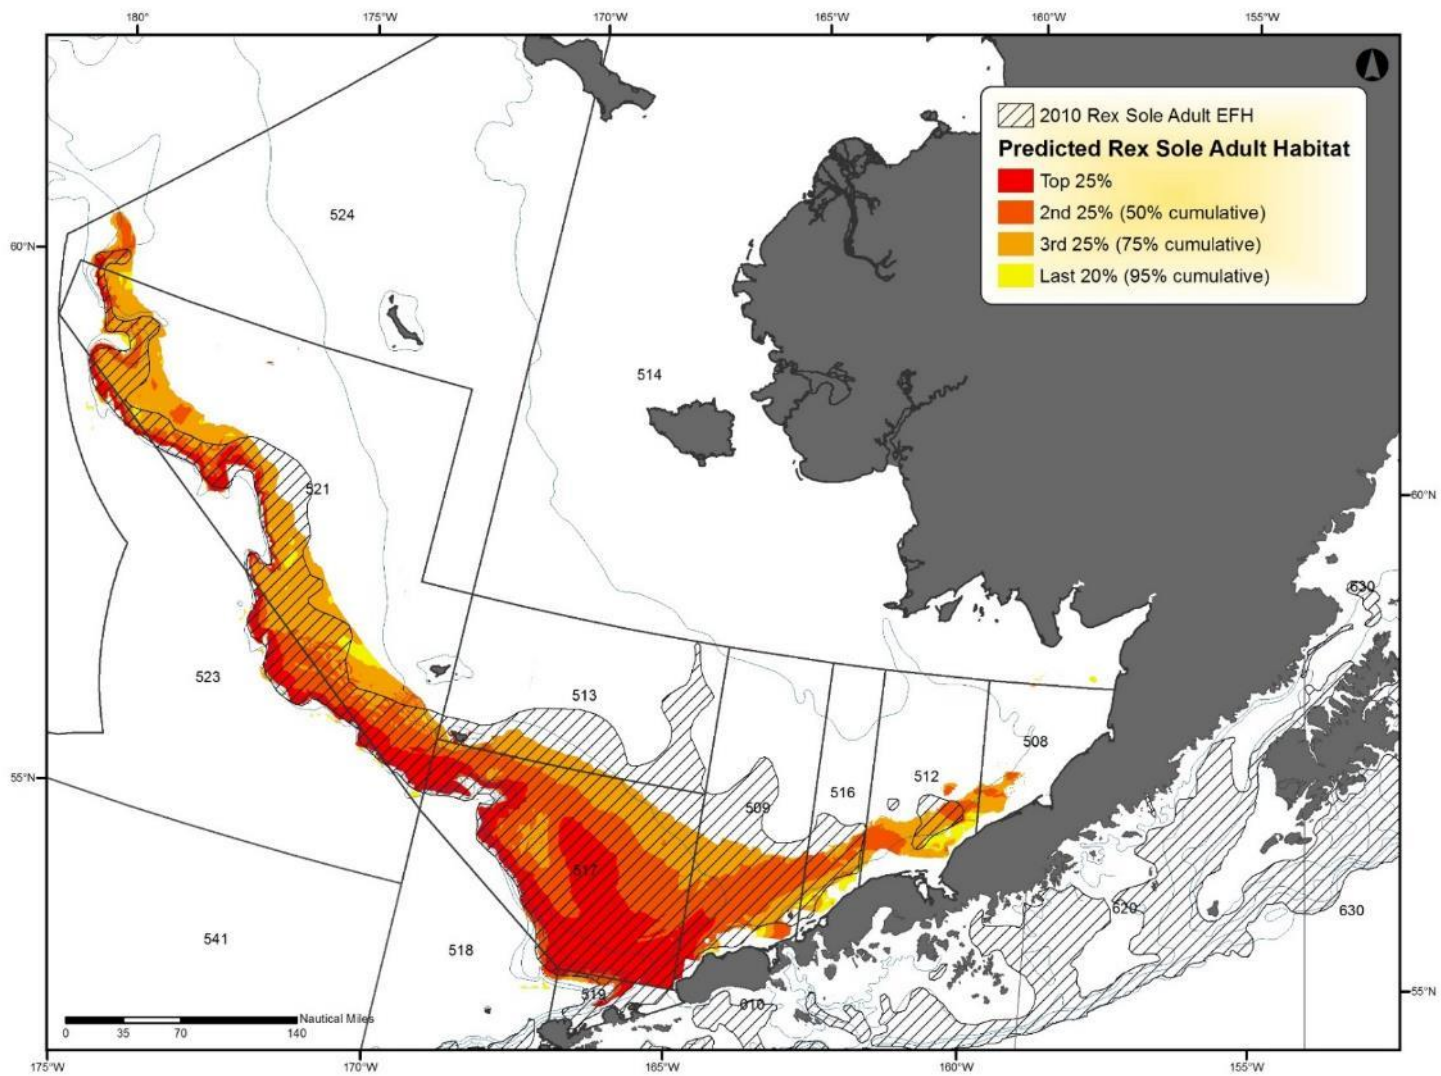 180° 175°W 170°W 165°W 160°W 155°W
2010 Rex Sole Adult EFH
Predicted Rex Sole Adult Habitat
Top 25%
2nd 25% (50% cumulative)
3rd 25% (75% cumulative)
Last 20% (95% cumulative)
524
60°N
514
521
60°N
630
523
513
508
55°N
512
516
509
517
620
630
541
518
519
610
55°N
Nautical Miles
0 35 70 140
175°W 170°W 165°W 160°W 155°W